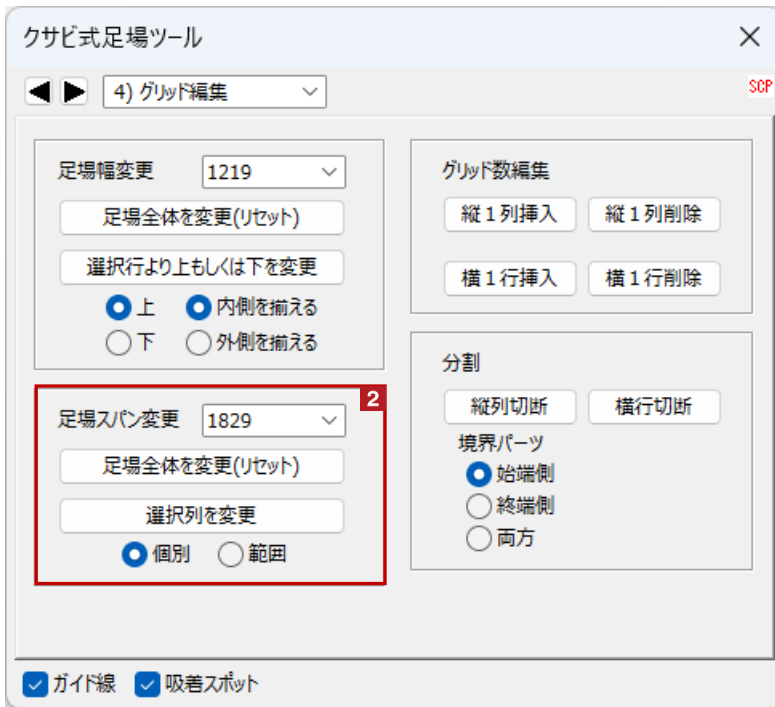 クサビ式足場ツール
4) グリッド編集
SCP
足場幅変更 1219
足場全体を変更(リセット)
選択行より上もしくは下を変更
上 内側を揃える
下 外側を揃える
グリッド数編集
縦1列挿入 縦1列削除
横1行挿入 横1行削除
2
足場スパン変更 1829
足場全体を変更(リセット)
選択列を変更
個別 範囲
分割
縦列切断 横行切断
境界パーツ
始端側
終端側
両方
ガイド線 吸着スポット